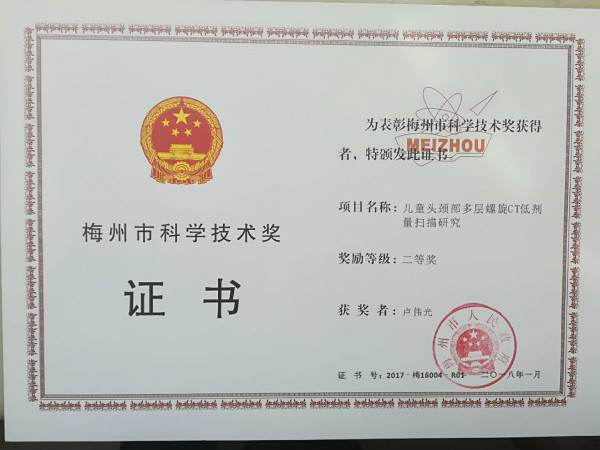 梅州市科学技术奖
证书
为表彰梅州市科学技术奖获得
者，特颁发此证书。
MEIZHOU
项目名称：儿童头颈部多层螺旋CT低剂
量扫描研究
奖励等级：二等奖
获奖者：卢伟光
梅州市人民政府
证书号：2017-梅16004-R01
二〇一八年一月